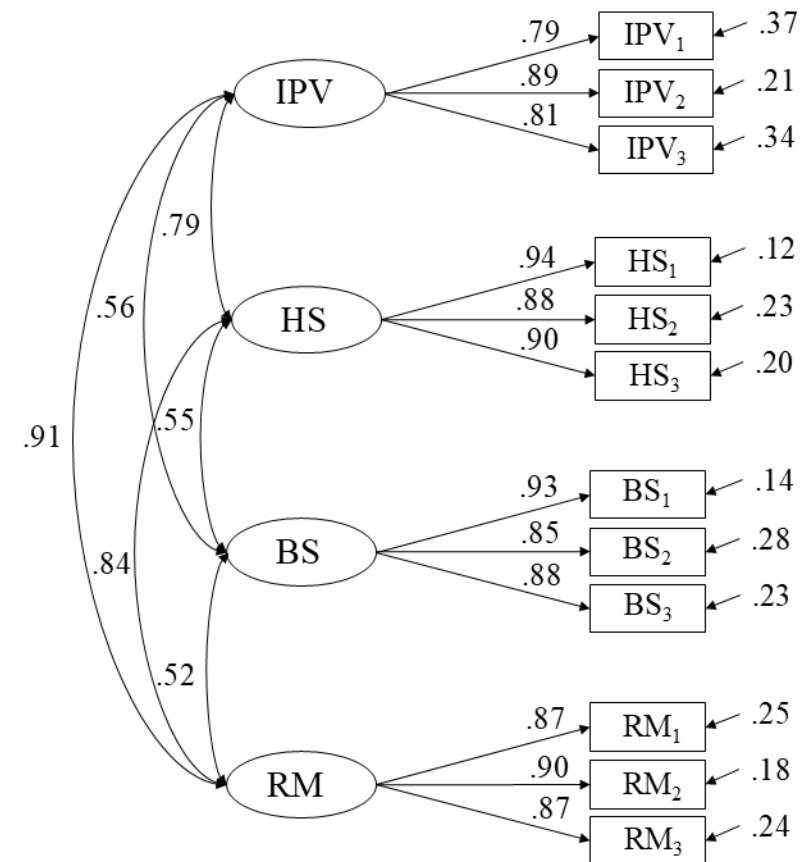 .79 IPV₁ .37
IPV .89 IPV₂ .21
.81 IPV₃ .34
.79
.94 HS₁ .12
.56 HS .88 HS₂ .23
.90 HS₃ .20
.55
.91
.93 BS₁ .14
BS .85 BS₂ .28
.84 .88 BS₃ .23
.52
.87 RM₁ .25
RM .90 RM₂ .18
.87 RM₃ .24